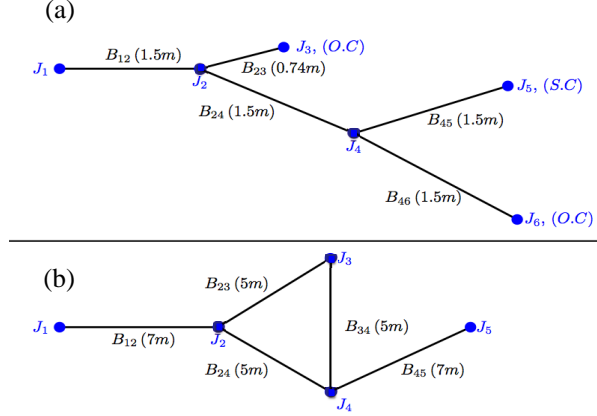 (a)
B₁₂ (1.5m)
J₃, (O.C)
J₁
B₂₃ (0.74m)
J₂
J₅, (S.C)
B₂₄ (1.5m)
B₄₅ (1.5m)
J₄
B₄₆ (1.5m)
J₆, (O.C)
(b)
J₃
B₂₃ (5m)
J₁
B₁₂ (7m)
J₂
B₃₄ (5m)
J₅
B₂₄ (5m)
B₄₅ (7m)
J₄